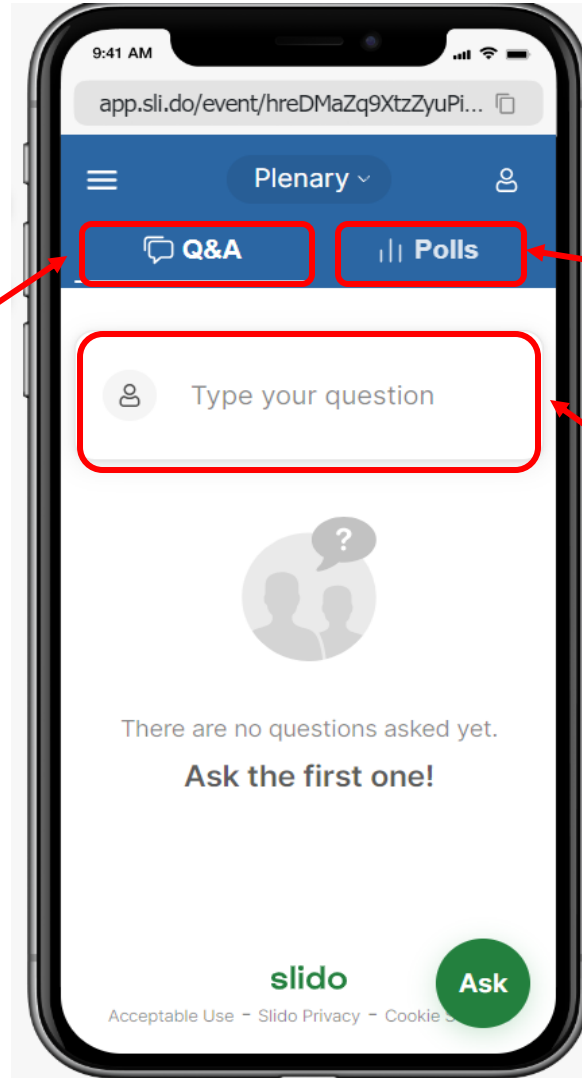 9:41 AM
app.sli.do/event/hreDMaZq9XtzZyuPi...
Plenary
Q&A
Polls
Type your question
?
There are no questions asked yet.
Ask the first one!
slido
Ask
Acceptable Use - Slido Privacy - Cookie